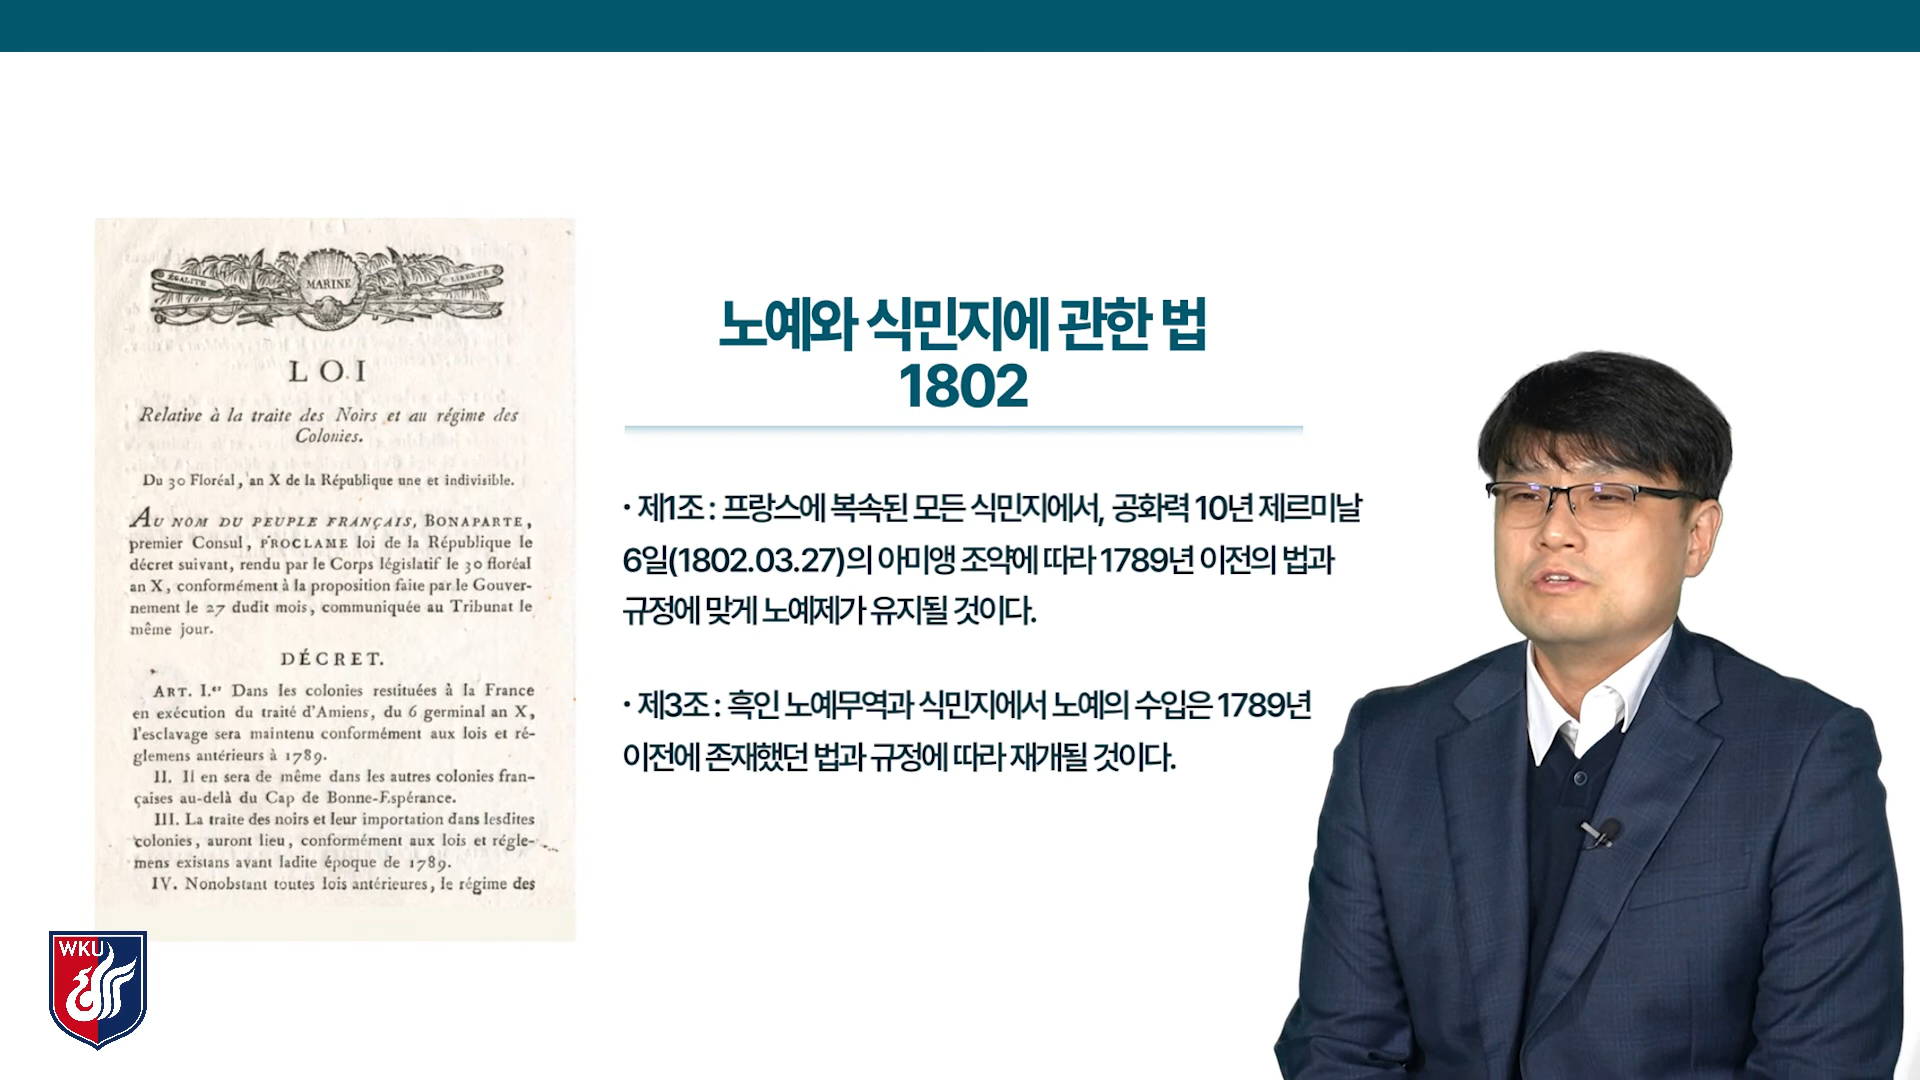 ÉGALITÉ
MARINE
LIBERTÉ
LOI
Relative à la traite des Noirs et au régime des
Colonies.
Du 30 Floréal, an X de la République une et indivisible.
AU NOM DU PEUPLE FRANÇAIS, BONAPARTE,
premier Consul, PROCLAME loi de la République le
décret suivant, rendu par le Corps législatif le 30 floréal
an X, conformément à la proposition faite par le Gouver-
nement le 27 dudit mois, communiquée au Tribunat le
même jour.
DÉCRET.
ART. I.er Dans les colonies restituées à la France
en exécution du traité d'Amiens, du 6 germinal an X,
l'esclavage sera maintenu conformément aux lois et ré-
glemens antérieurs à 1789.
II. Il en sera de même dans les autres colonies fran-
çaises au-delà du Cap de Bonne-Espérance.
III. La traite des noirs et leur importation dans lesdites
colonies, auront lieu, conformément aux lois et régle-
mens existans avant ladite époque de 1789.
IV. Nonobstant toutes lois antérieures, le régime des
노예와 식민지에 관한 법
1802
· 제1조 : 프랑스에 복속된 모든 식민지에서, 공화력 10년 제르미날
6일(1802.03.27)의 아미앵 조약에 따라 1789년 이전의 법과
규정에 맞게 노예제가 유지될 것이다.
· 제3조 : 흑인 노예무역과 식민지에서 노예의 수입은 1789년
이전에 존재했던 법과 규정에 따라 재개될 것이다.
WKU